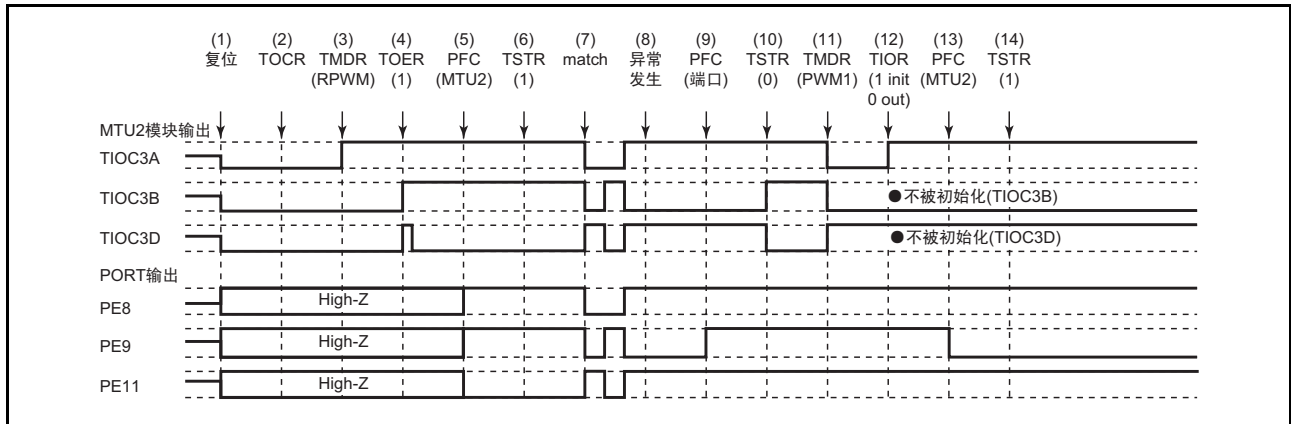 (1) (2) (3) (4) (5) (6) (7) (8) (9) (10) (11) (12) (13) (14)
复位 TOCR TMDR TOER PFC TSTR match 异常 PFC TSTR TMDR TIOR PFC TSTR
(RPWM) (1) (MTU2) (1) 发生 (端口) (0) (PWM1) (1 init (MTU2) (1)
0 out)
MTU2模块输出
TIOC3A
TIOC3B ●不被初始化(TIOC3B)
TIOC3D ●不被初始化(TIOC3D)
PORT输出
PE8 High-Z
PE9 High-Z
PE11 High-Z